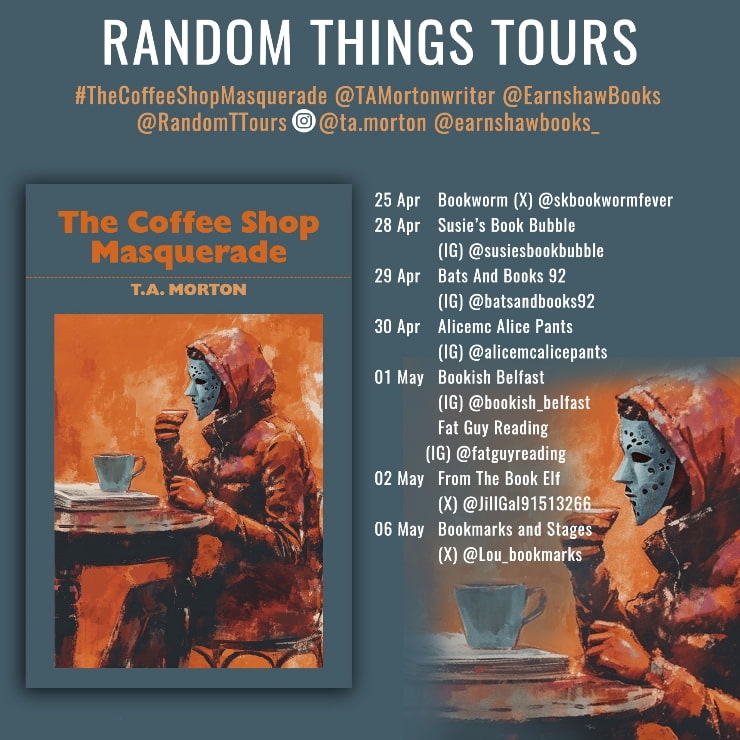 RANDOM THINGS TOURS
#TheCoffeeShopMasquerade @TAMortonwriter @EarnshawBooks
@RandomTTours @ta.morton @earnshawbooks_
The Coffee Shop
Masquerade
T.A. MORTON
25 Apr Bookworm (X) @skbookwormfever
28 Apr Susie's Book Bubble
(IG) @susiesbookbubble
29 Apr Bats And Books 92
(IG) @batsandbooks92
30 Apr Alicemc Alice Pants
(IG) @alicemcalicepants
01 May Bookish Belfast
(IG) @bookish_belfast
Fat Guy Reading
(IG) @fatguyreading
02 May From The Book Elf
(X) @JillGal91513266
06 May Bookmarks and Stages
(X) @Lou_bookmarks